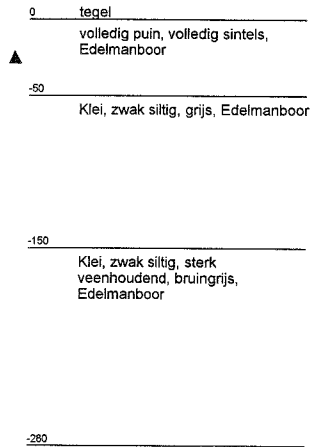 0 tegel
volledig puin, volledig sintels,
Edelmanboor
-50
Klei, zwak siltig, grijs, Edelmanboor
-150
Klei, zwak siltig, sterk
veenhoudend, bruingrijs,
Edelmanboor
-280